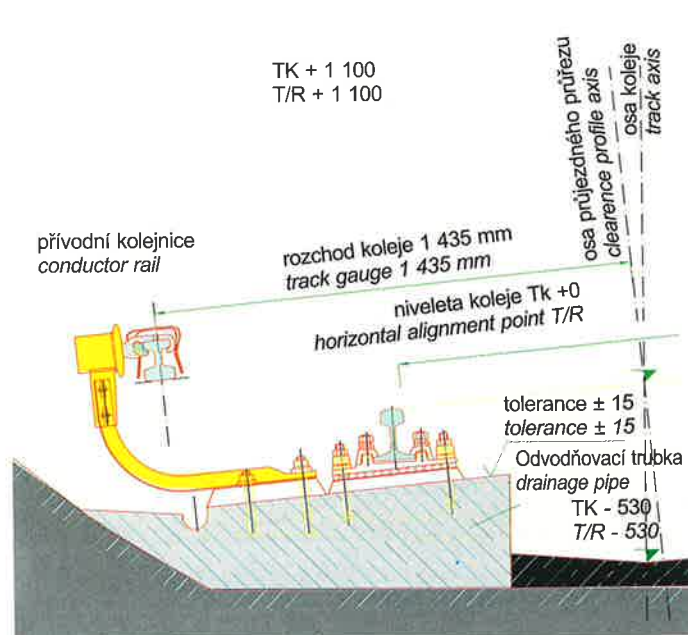 TK + 1 100
T/R + 1 100
osa průjezdného průřezu
clearence profile axis
osa koleje
track axis
přívodní kolejnice
conductor rail
rozchod koleje 1 435 mm
track gauge 1 435 mm
niveleta koleje Tk +0
horizontal alignment point T/R
tolerance ± 15
tolerance ± 15
Odvodňovací trubka
drainage pipe
TK - 530
T/R - 530